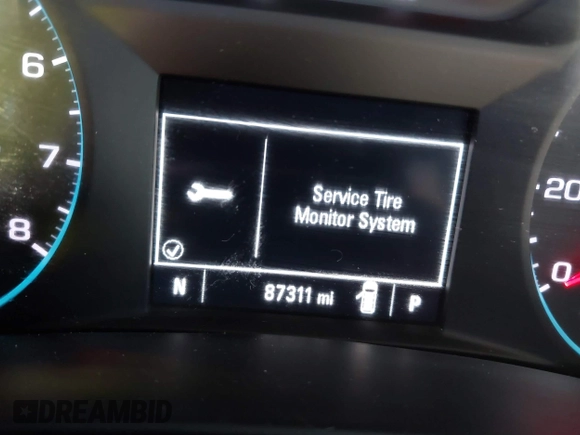 6
7
8
Service Tire
Monitor System
20
0
N 87311 mi P
DREAMBID